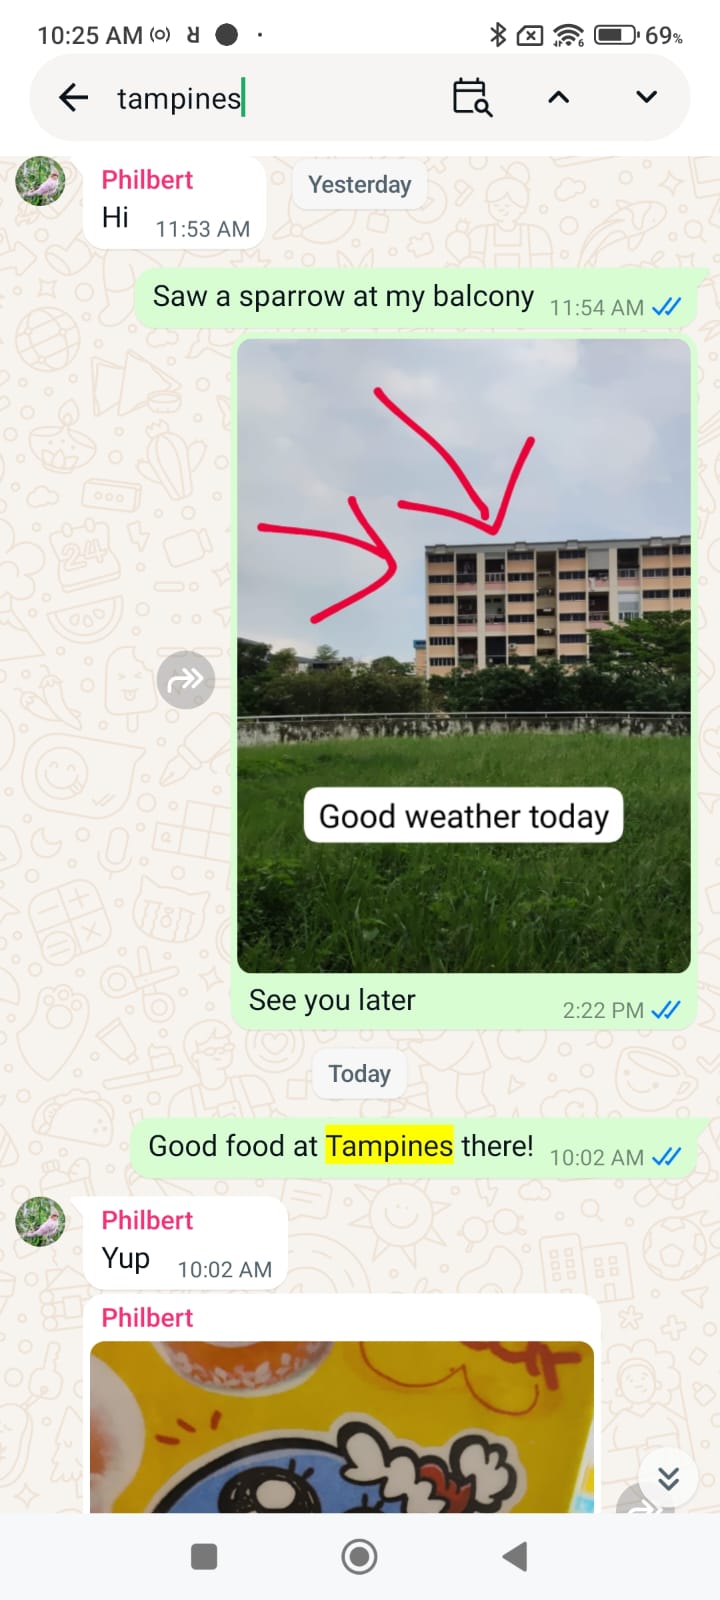 10:25 AM
69%
tampines
Yesterday
Philbert
Hi 11:53 AM
Saw a sparrow at my balcony 11:54 AM
Good weather today
See you later 2:22 PM
Today
Good food at Tampines there! 10:02 AM
Philbert
Yup 10:02 AM
Philbert